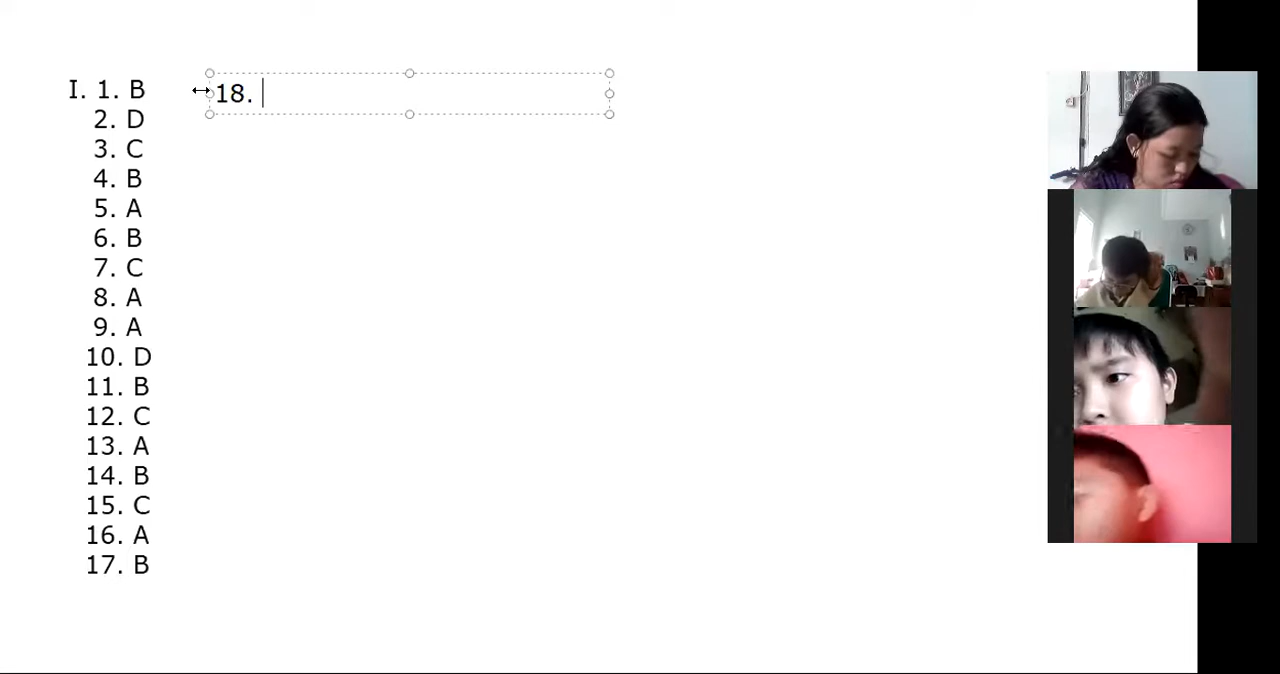 I. 1. B
2. D
3. C
4. B
5. A
6. B
7. C
8. A
9. A
10. D
11. B
12. C
13. A
14. B
15. C
16. A
17. B
18.